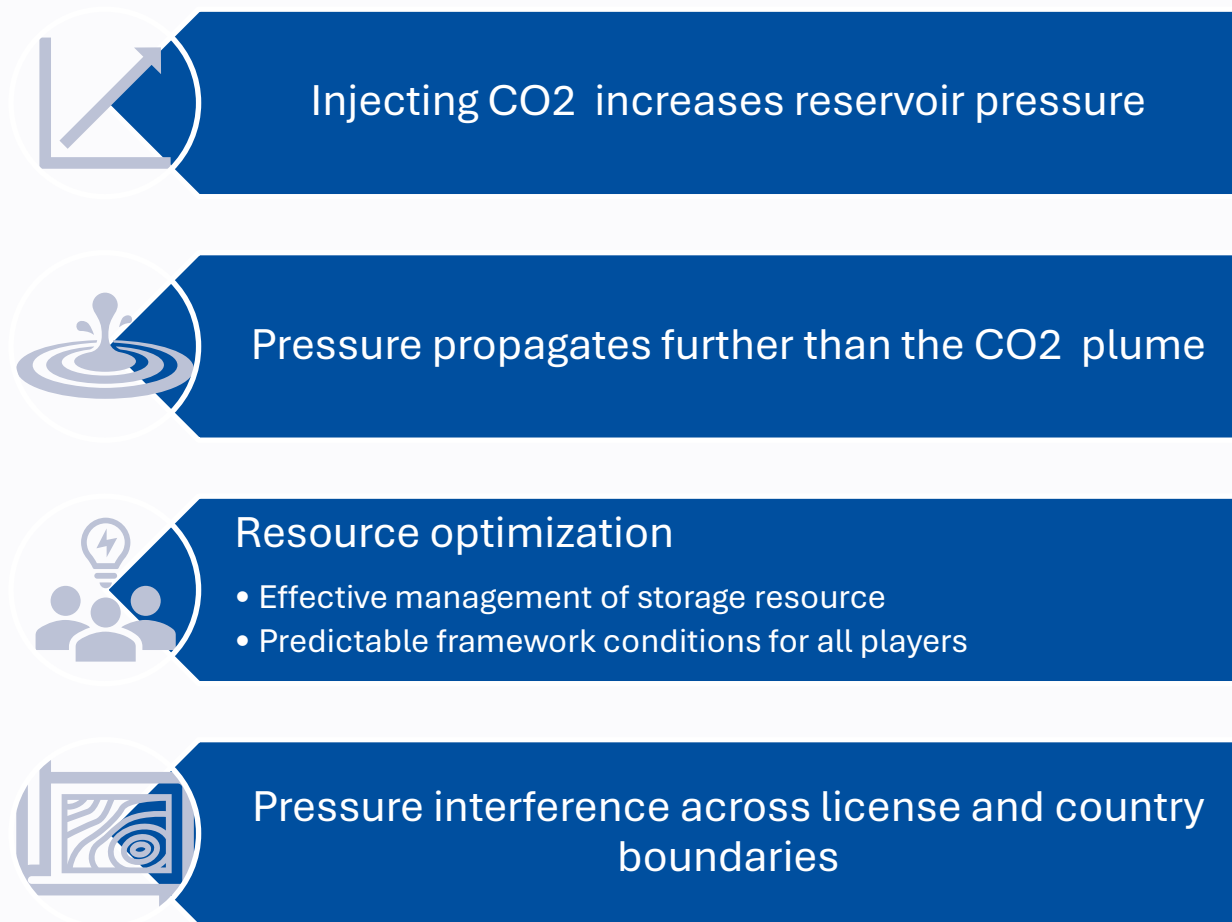 Injecting CO2  increases reservoir pressure
Pressure propagates further than the CO2  plume
Resource optimization
• Effective management of storage resource
• Predictable framework conditions for all players
Pressure interference across license and country
boundaries